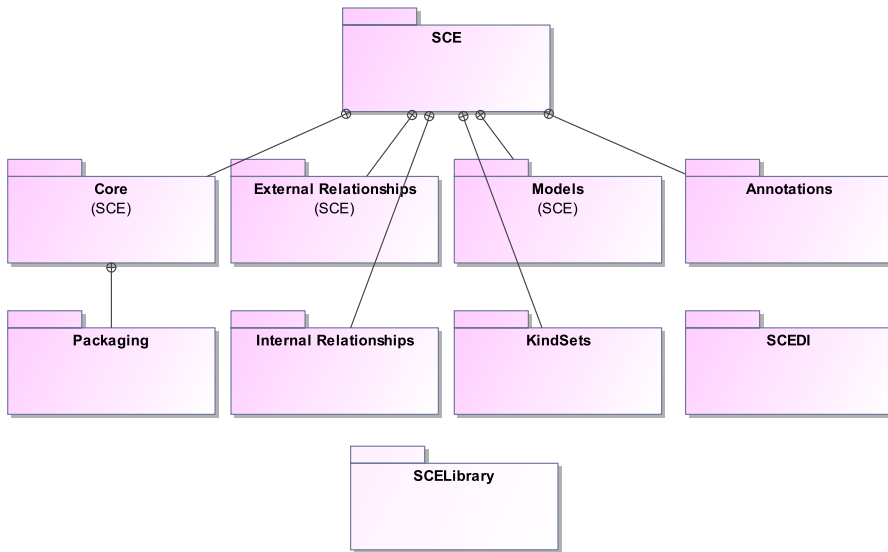 SCE
Core
(SCE)
External Relationships
(SCE)
Models
(SCE)
Annotations
Packaging
Internal Relationships
KindSets
SCEDI
SCELibrary